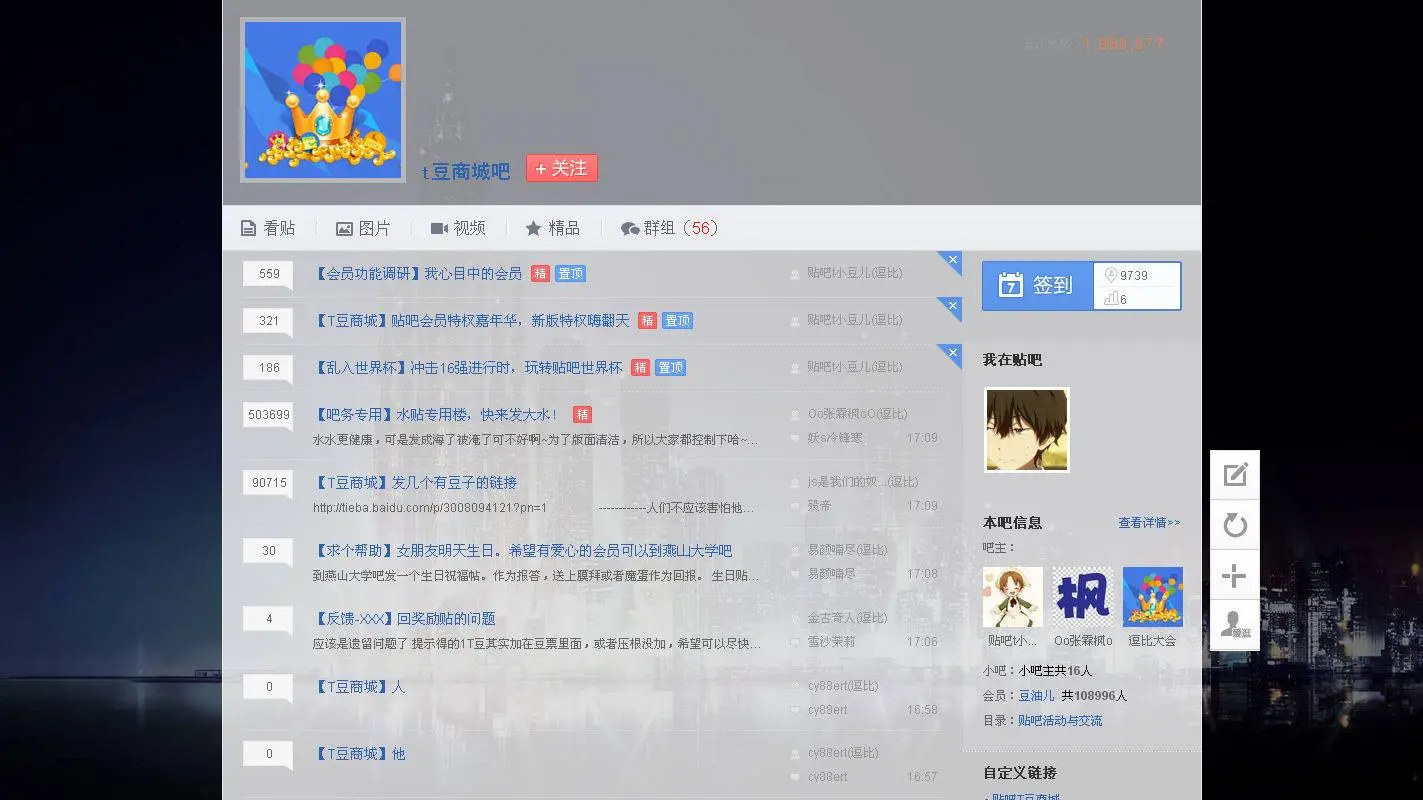 t豆商城吧
+ 关注
看贴
图片
视频
精品
群组（56）
559 【会员功能调研】我心目中的会员 精 置顶 贴吧t小豆儿(逗比)
321 【T豆商城】贴吧会员特权嘉年华，新版特权嗨翻天 精 置顶 贴吧t小豆儿(逗比)
186 【乱入世界杯】冲击16强进行时，玩转贴吧世界杯 精 置顶 贴吧t小豆儿(逗比)
503699 【吧务专用】水贴专用楼，快来发大水！ 精 Oo张霖枫oO(逗比)
水水更健康，可是发成海了被淹了可不好啊~为了版面清洁，所以大家都控制下哈~... 妖s冷锋寒 17:09
90715 【T豆商城】发几个有豆子的链接 js是我们的奴...(逗比)
http://tieba.baidu.com/p/3008094121?pn=1 ------------人们不应该害怕他... 17:09
30 【求个帮助】女朋友明天生日。希望有爱心的会员可以到燕山大学吧 易颜喃尽(逗比)
到燕山大学吧发一个生日祝福帖。作为报答，送上膜拜或者魔蛋作为回报。 生日贴... 易颜喃尽 17:08
4 【反馈-XXX】回奖励贴的问题 金古奇人(逗比)
应该是遗留问题了 提示得的1T豆其实加在豆票里面，或者压根没加，希望可以尽快... 雪沙茉莉 17:06
0 【T豆商城】人 cy88ert(逗比)
cy88ert 16:58
0 【T豆商城】他 cy88ert(逗比)
cy88ert 16:57
7 签到
9739
6
我在贴吧
本吧信息 查看详情>>
吧主：
枫
贴吧t小... Oo张霖枫o 逗比大会
小吧：小吧主共16人
会员：豆油儿 共108996人
目录：贴吧活动与交流
自定义链接
贴吧T豆商城
爱逛